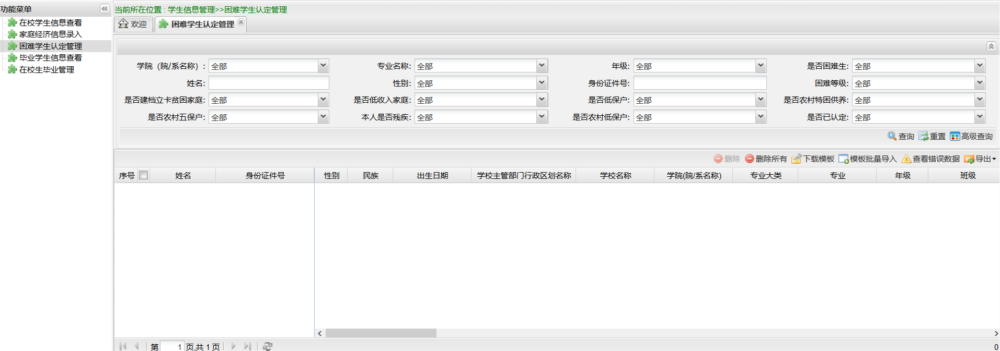 功能菜单
在校学生信息查看
家庭经济信息录入
困难学生认定管理
毕业学生信息查看
在校生毕业管理
当前所在位置 : 学生信息管理>>困难学生认定管理
欢迎 困难学生认定管理
学院（院/系名称）: 全部 专业名称: 全部 年级: 全部 是否困难生: 全部
姓名: 性别: 全部 身份证件号: 困难等级: 全部
是否建档立卡贫困家庭: 全部 是否低收入家庭: 全部 是否低保户: 全部 是否农村特困供养: 全部
是否农村五保户: 全部 本人是否残疾: 全部 是否农村低保户: 全部 是否已认定: 全部
查询 重置 高级查询
删除 删除所有 下载模板 模板批量导入 查看错误数据 导出
序号 姓名 身份证件号 性别 民族 出生日期 学校主管部门行政区划名称 学校名称 学院(院/系名称) 专业大类 专业 年级 班级
第 1 页,共 1 页 0